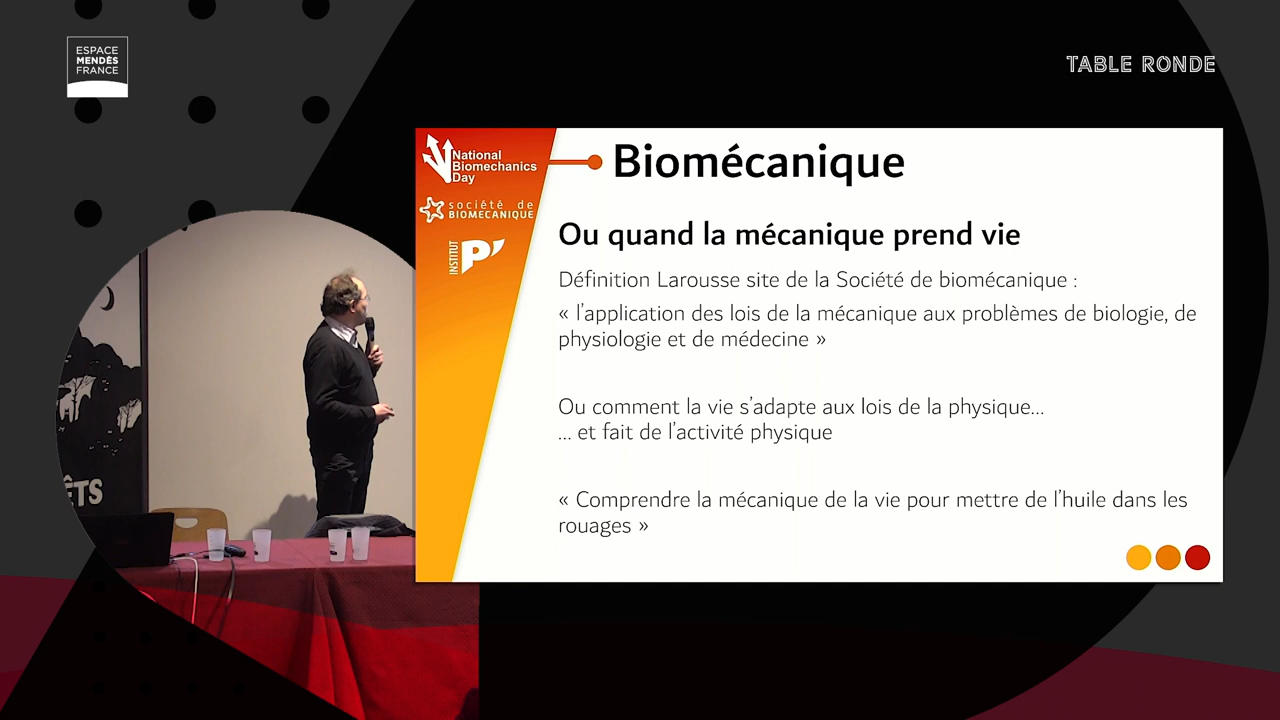 ESPACE
MENDÈS
FRANCE
TABLE RONDE
National
Biomechanics
Day
société de
BIOMECANIQUE
INSTITUT
P'
Biomécanique
Ou quand la mécanique prend vie
Définition Larousse site de la Société de biomécanique :
« l'application des lois de la mécanique aux problèmes de biologie, de
physiologie et de médecine »
Ou comment la vie s'adapte aux lois de la physique...
... et fait de l'activité physique
« Comprendre la mécanique de la vie pour mettre de l'huile dans les
rouages »